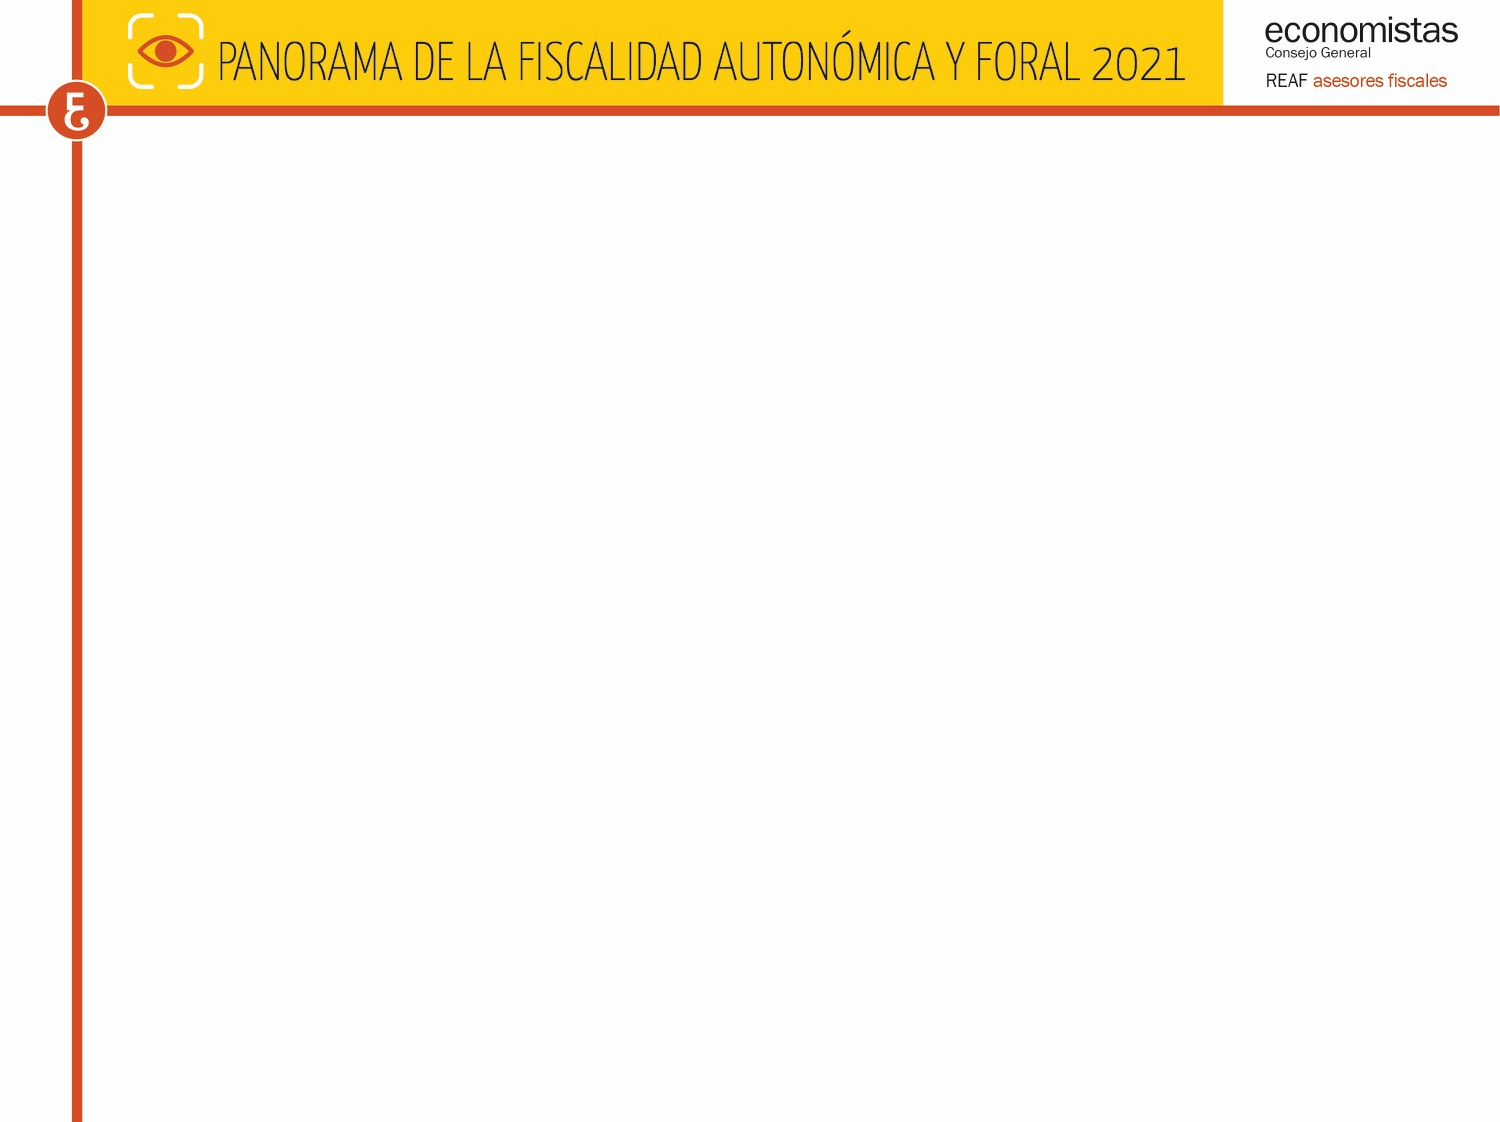 PANORAMA DE LA FISCALIDAD AUTONÓMICA Y FORAL 2021
economistas
Consejo General
REAF asesores fiscales